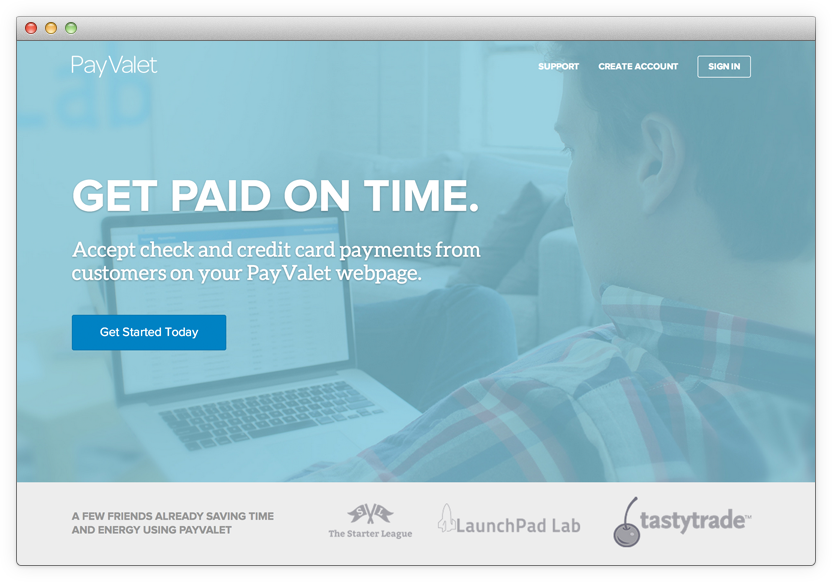 PayValet
SUPPORT
CREATE ACCOUNT
SIGN IN
Lab
GET PAID ON TIME.
Accept check and credit card payments from
customers on your PayValet webpage.
Get Started Today
A FEW FRIENDS ALREADY SAVING TIME
AND ENERGY USING PAYVALET
The Starter League
LaunchPad Lab
tastytrade™